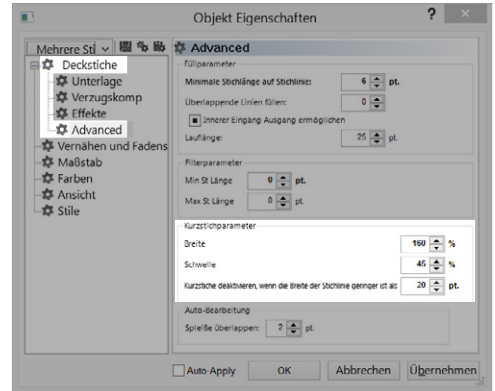 Objekt Eigenschaften
?
Mehrere Sti
Deckstiche
Unterlage
Verzugskomp
Effekte
Advanced
Vernähen und Fadens
Maßstab
Farben
Ansicht
Stile
Advanced
Füllparameter
Minimale Stichlänge auf Stichlinie: 6 pt.
Überlappende Linien füllen: 0
Innerer Eingang Ausgang ermöglichen
Lauflänge: 25 pt.
Filterparameter
Min St Länge 0 pt.
Max St Länge 0 pt.
Kurzstichparameter
Breite 160 %
Schwelle 45 %
Kurzstiche deaktivieren, wenn die Breite der Stichlinie geringer ist als 20 pt.
Auto-Bearbeitung
Spleiße überlappen: 2 pt.
Auto-Apply OK Abbrechen Übernehmen